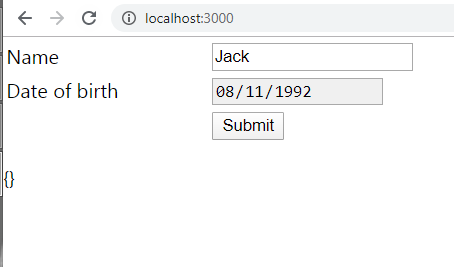 localhost:3000
Name Jack
Date of birth 08/11/1992
Submit
{}